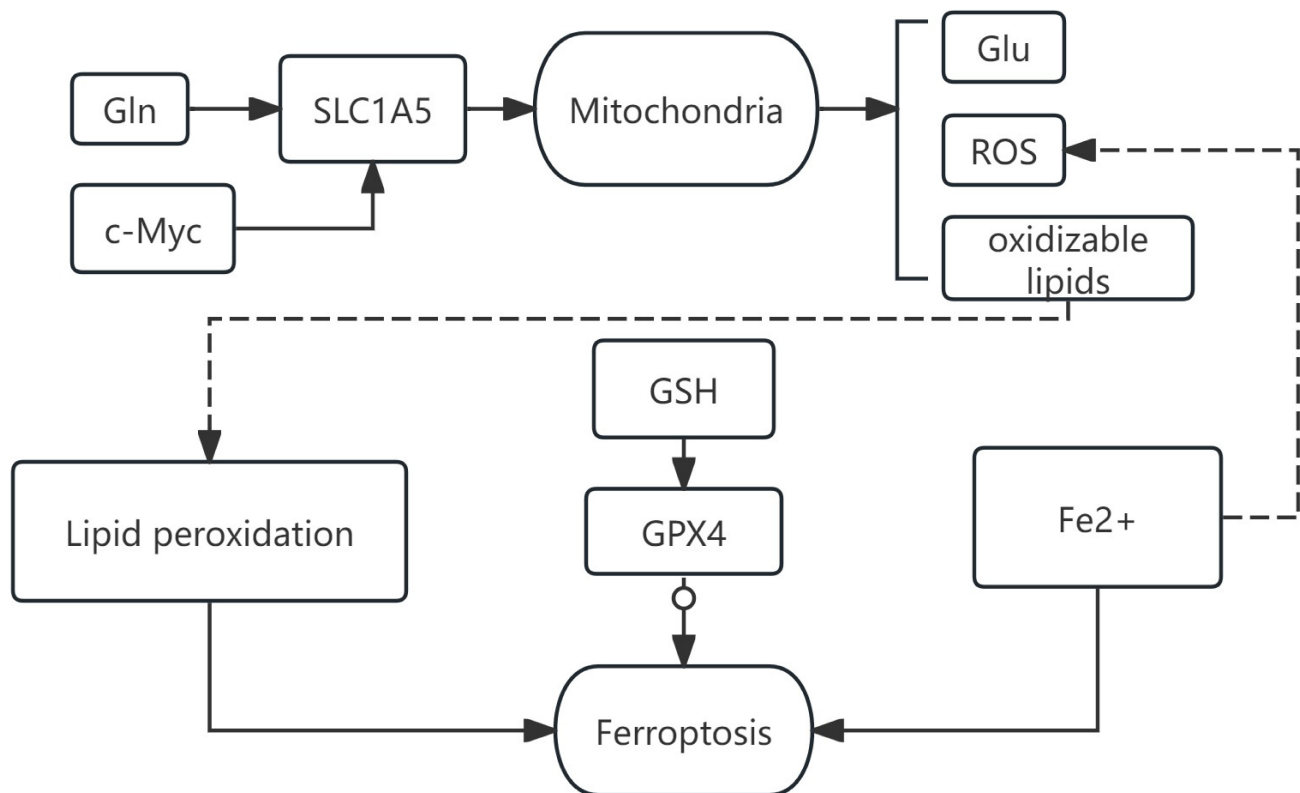 Gln
SLC1A5
Mitochondria
Glu
ROS
c-Myc
oxidizable
lipids
GSH
Lipid peroxidation
GPX4
Fe2+
Ferroptosis